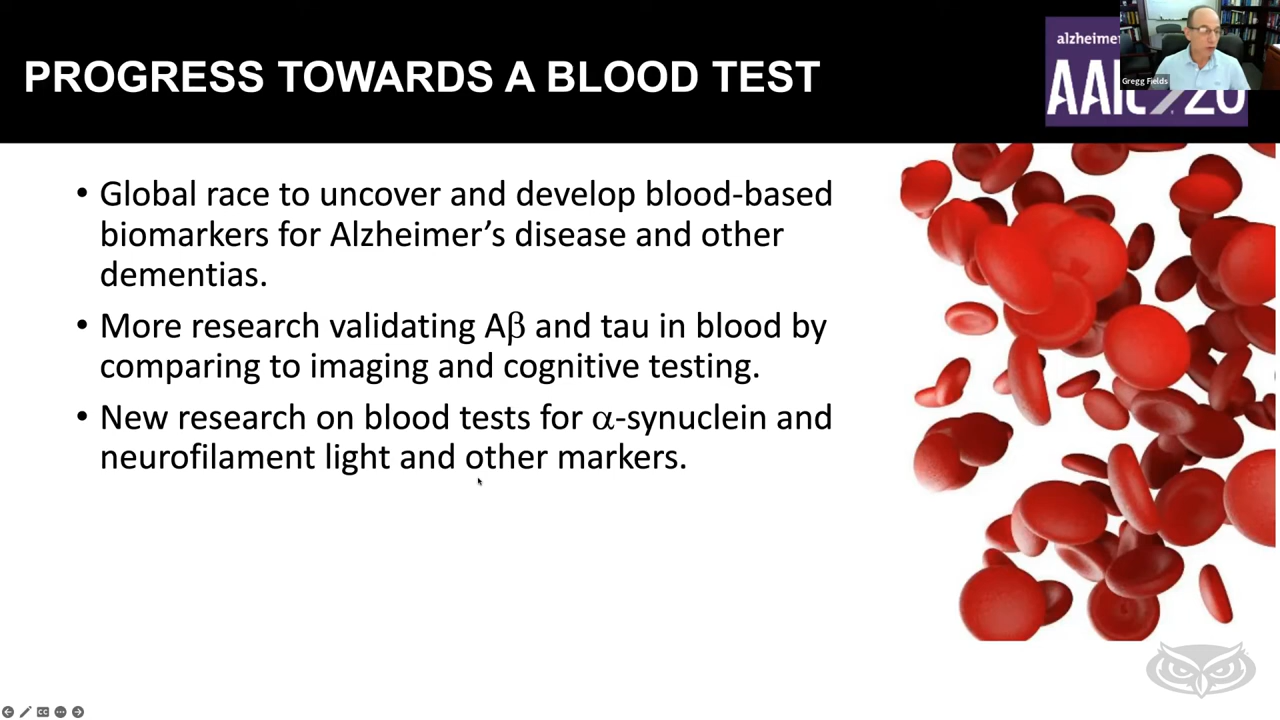 PROGRESS TOWARDS A BLOOD TEST
alzheimer
Gregg Fields
• Global race to uncover and develop blood-based
biomarkers for Alzheimer’s disease and other
dementias.
• More research validating Aβ and tau in blood by
comparing to imaging and cognitive testing.
• New research on blood tests for α-synuclein and
neurofilament light and other markers.
CC